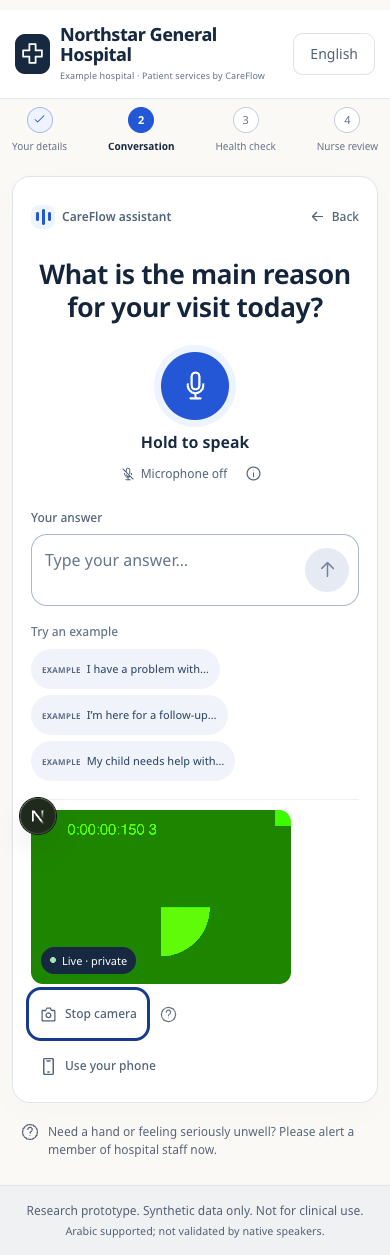 Northstar General
Hospital
Example hospital · Patient services by CareFlow
English
2
3
4
Your details
Conversation
Health check
Nurse review
CareFlow assistant
← Back
What is the main reason
for your visit today?
Hold to speak
Microphone off
Your answer
Type your answer...
Try an example
EXAMPLE I have a problem with...
EXAMPLE I'm here for a follow-up...
EXAMPLE My child needs help with...
N
0:00:00:150 3
Live · private
Stop camera
Use your phone
Need a hand or feeling seriously unwell? Please alert a
member of hospital staff now.
Research prototype. Synthetic data only. Not for clinical use.
Arabic supported; not validated by native speakers.